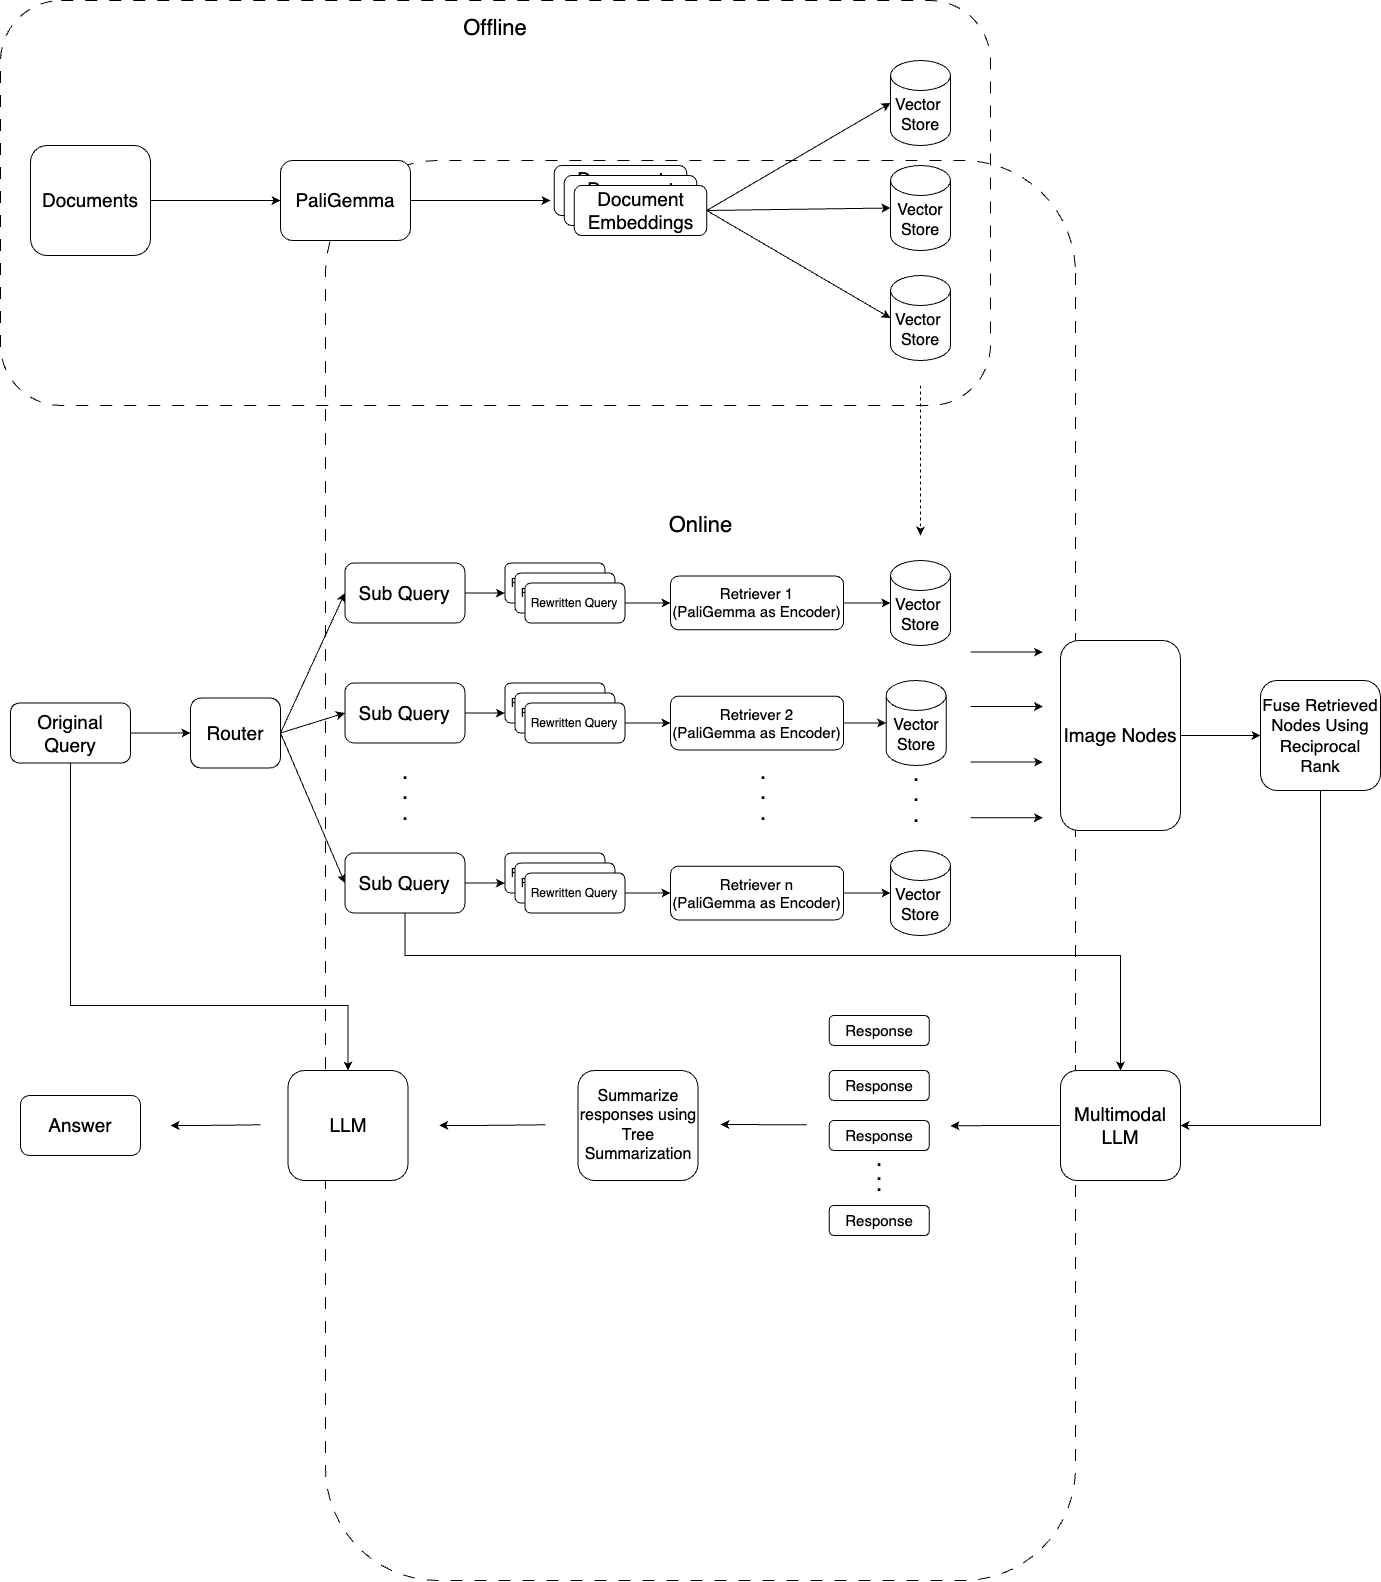 Offline
Documents
PaliGemma
Document
Embeddings
Vector
Store
Vector
Store
Vector
Store
Online
Original
Query
Router
Sub Query
Rewritten Query
Retriever 1
(PaliGemma as Encoder)
Vector
Store
Sub Query
Rewritten Query
Retriever 2
(PaliGemma as Encoder)
Vector
Store
Sub Query
Rewritten Query
Retriever n
(PaliGemma as Encoder)
Vector
Store
Image Nodes
Fuse Retrieved
Nodes Using
Reciprocal
Rank
Multimodal
LLM
Response
Response
Response
Response
Summarize
responses using
Tree
Summarization
LLM
Answer